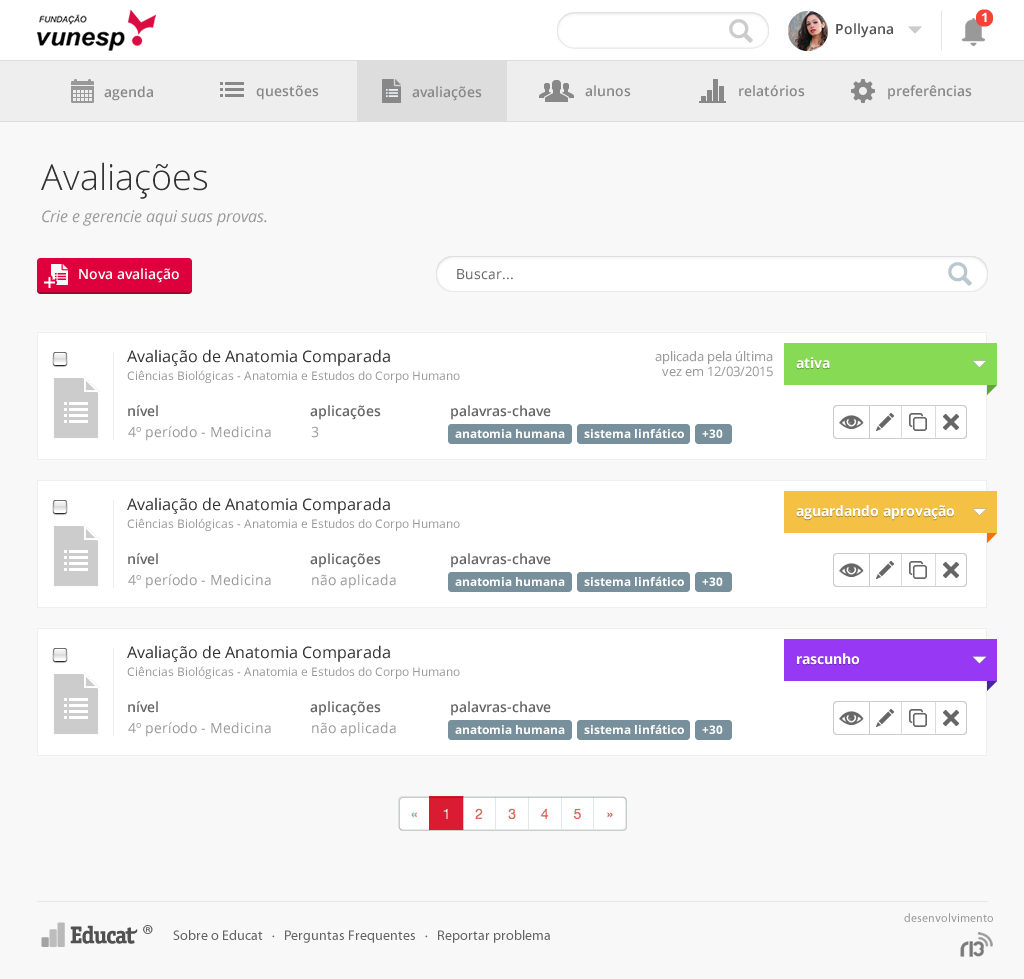 FUNDAÇÃO
vunesp
Pollyana
1
agenda
questões
avaliações
alunos
relatórios
preferências
Avaliações
Crie e gerencie aqui suas provas.
Nova avaliação
Buscar...
Avaliação de Anatomia Comparada
Ciências Biológicas - Anatomia e Estudos do Corpo Humano
aplicada pela última
vez em 12/03/2015
ativa
nível
aplicações
palavras-chave
4º período - Medicina
3
anatomia humana
sistema linfático
+30
Avaliação de Anatomia Comparada
Ciências Biológicas - Anatomia e Estudos do Corpo Humano
aguardando aprovação
nível
aplicações
palavras-chave
4º período - Medicina
não aplicada
anatomia humana
sistema linfático
+30
Avaliação de Anatomia Comparada
Ciências Biológicas - Anatomia e Estudos do Corpo Humano
rascunho
nível
aplicações
palavras-chave
4º período - Medicina
não aplicada
anatomia humana
sistema linfático
+30
« 1 2 3 4 5 »
desenvolvimento
Educat ®
Sobre o Educat · Perguntas Frequentes · Reportar problema
r13